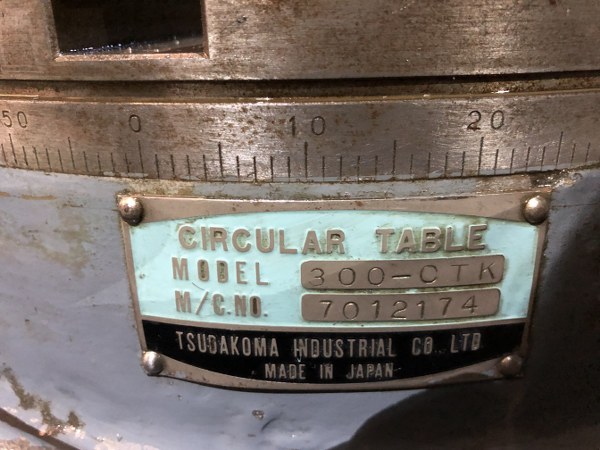 50 0 10 20
CIRCULAR TABLE
MODEL 300-CTK
M/C.NO. 7012174
TSUDAKOMA INDUSTRIAL CO. LTD
MADE IN JAPAN